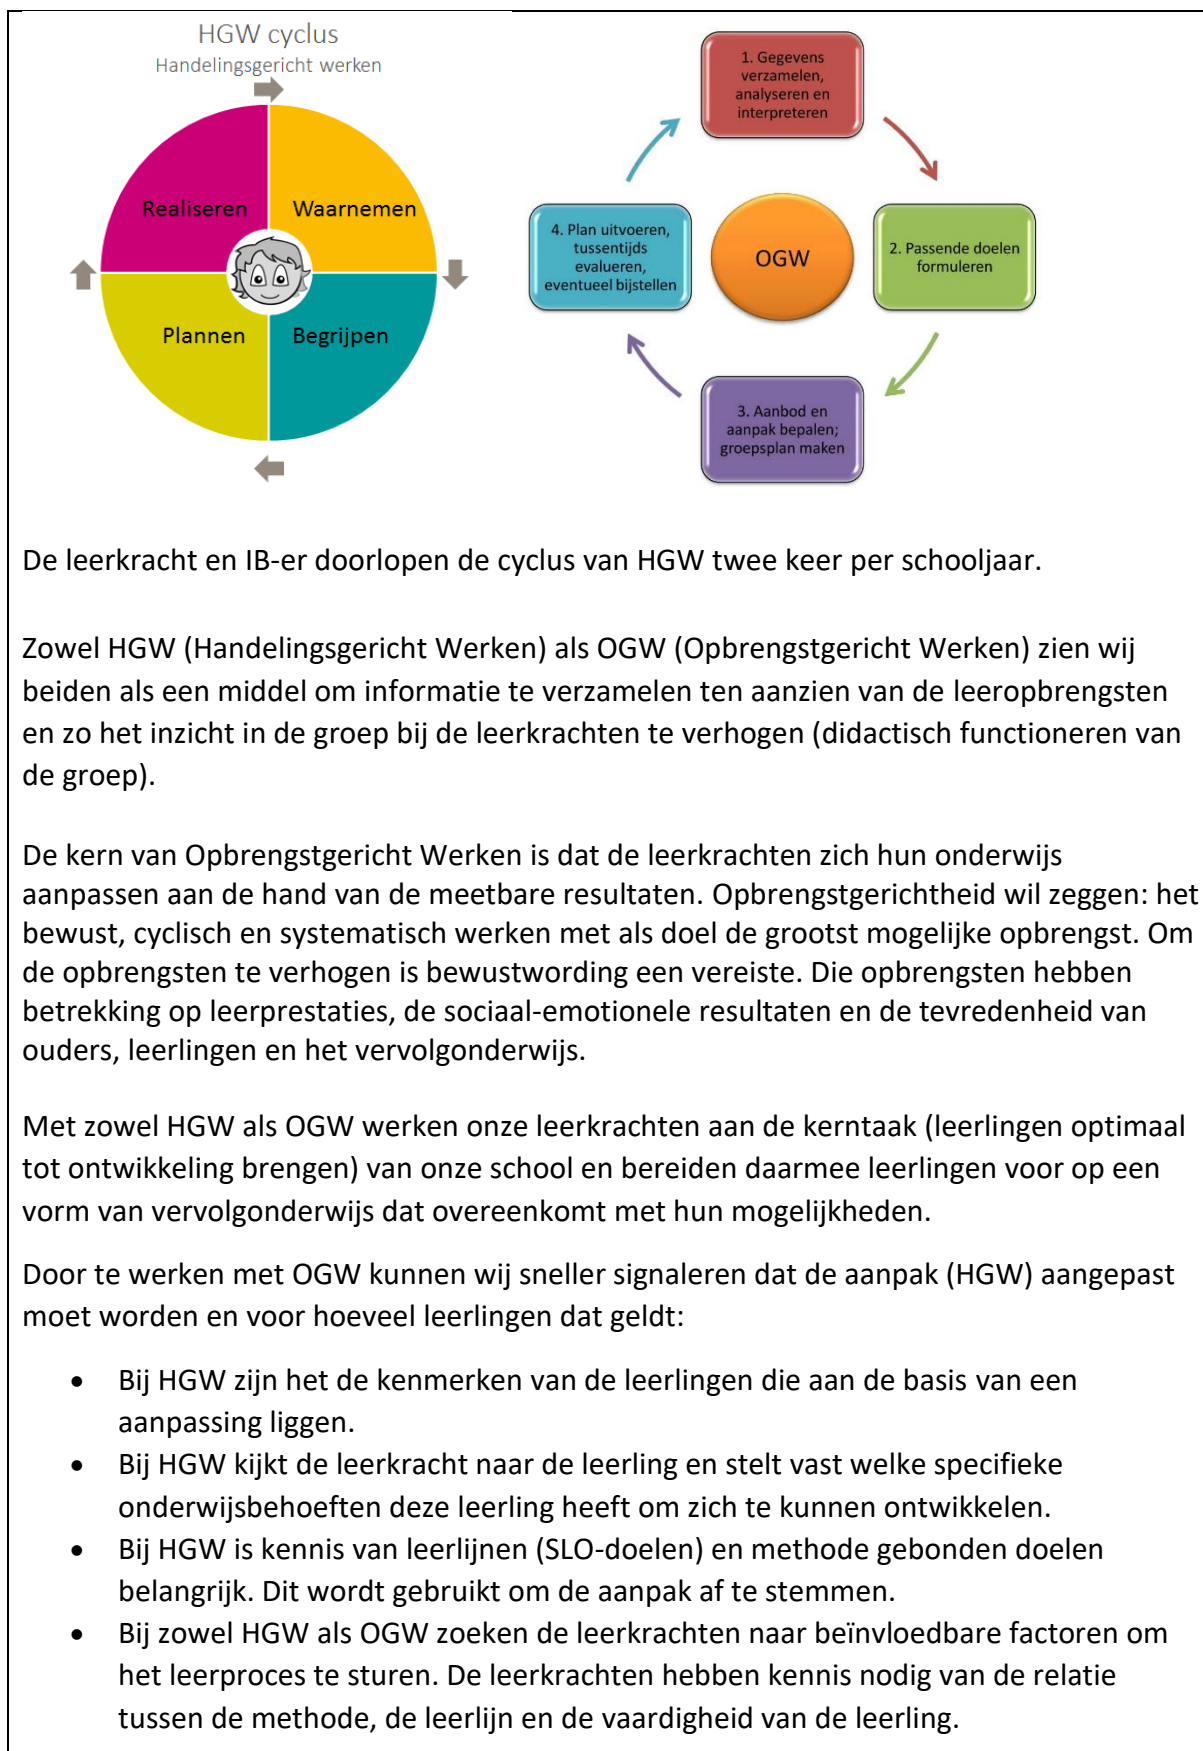 HGW cyclus
Handelingsgericht werken
Realiseren
Waarnemen
Plannen
Begrijpen
1. Gegevens
verzamelen,
analyseren en
interpreteren
2. Passende doelen
formuleren
3. Aanbod en
aanpak bepalen;
groepsplan maken
4. Plan uitvoeren,
tussentijds
evalueren,
eventueel bijstellen
OGW
De leerkracht en IB-er doorlopen de cyclus van HGW twee keer per schooljaar.
Zowel HGW (Handelingsgericht Werken) als OGW (Opbrengstgericht Werken) zien wij
beiden als een middel om informatie te verzamelen ten aanzien van de leeropbrengsten
en zo het inzicht in de groep bij de leerkrachten te verhogen (didactisch functioneren van
de groep).
De kern van Opbrengstgericht Werken is dat de leerkrachten zich hun onderwijs
aanpassen aan de hand van de meetbare resultaten. Opbrengstgerichtheid wil zeggen: het
bewust, cyclisch en systematisch werken met als doel de grootst mogelijke opbrengst. Om
de opbrengsten te verhogen is bewustwording een vereiste. Die opbrengsten hebben
betrekking op leerprestaties, de sociaal-emotionele resultaten en de tevredenheid van
ouders, leerlingen en het vervolgonderwijs.
Met zowel HGW als OGW werken onze leerkrachten aan de kerntaak (leerlingen optimaal
tot ontwikkeling brengen) van onze school en bereiden daarmee leerlingen voor op een
vorm van vervolgonderwijs dat overeenkomt met hun mogelijkheden.
Door te werken met OGW kunnen wij sneller signaleren dat de aanpak (HGW) aangepast
moet worden en voor hoeveel leerlingen dat geldt:
• Bij HGW zijn het de kenmerken van de leerlingen die aan de basis van een
aanpassing liggen.
• Bij HGW kijkt de leerkracht naar de leerling en stelt vast welke specifieke
onderwijsbehoeften deze leerling heeft om zich te kunnen ontwikkelen.
• Bij HGW is kennis van leerlijnen (SLO-doelen) en methode gebonden doelen
belangrijk. Dit wordt gebruikt om de aanpak af te stemmen.
• Bij zowel HGW als OGW zoeken de leerkrachten naar beïnvloedbare factoren om
het leerproces te sturen. De leerkrachten hebben kennis nodig van de relatie
tussen de methode, de leerlijn en de vaardigheid van de leerling.